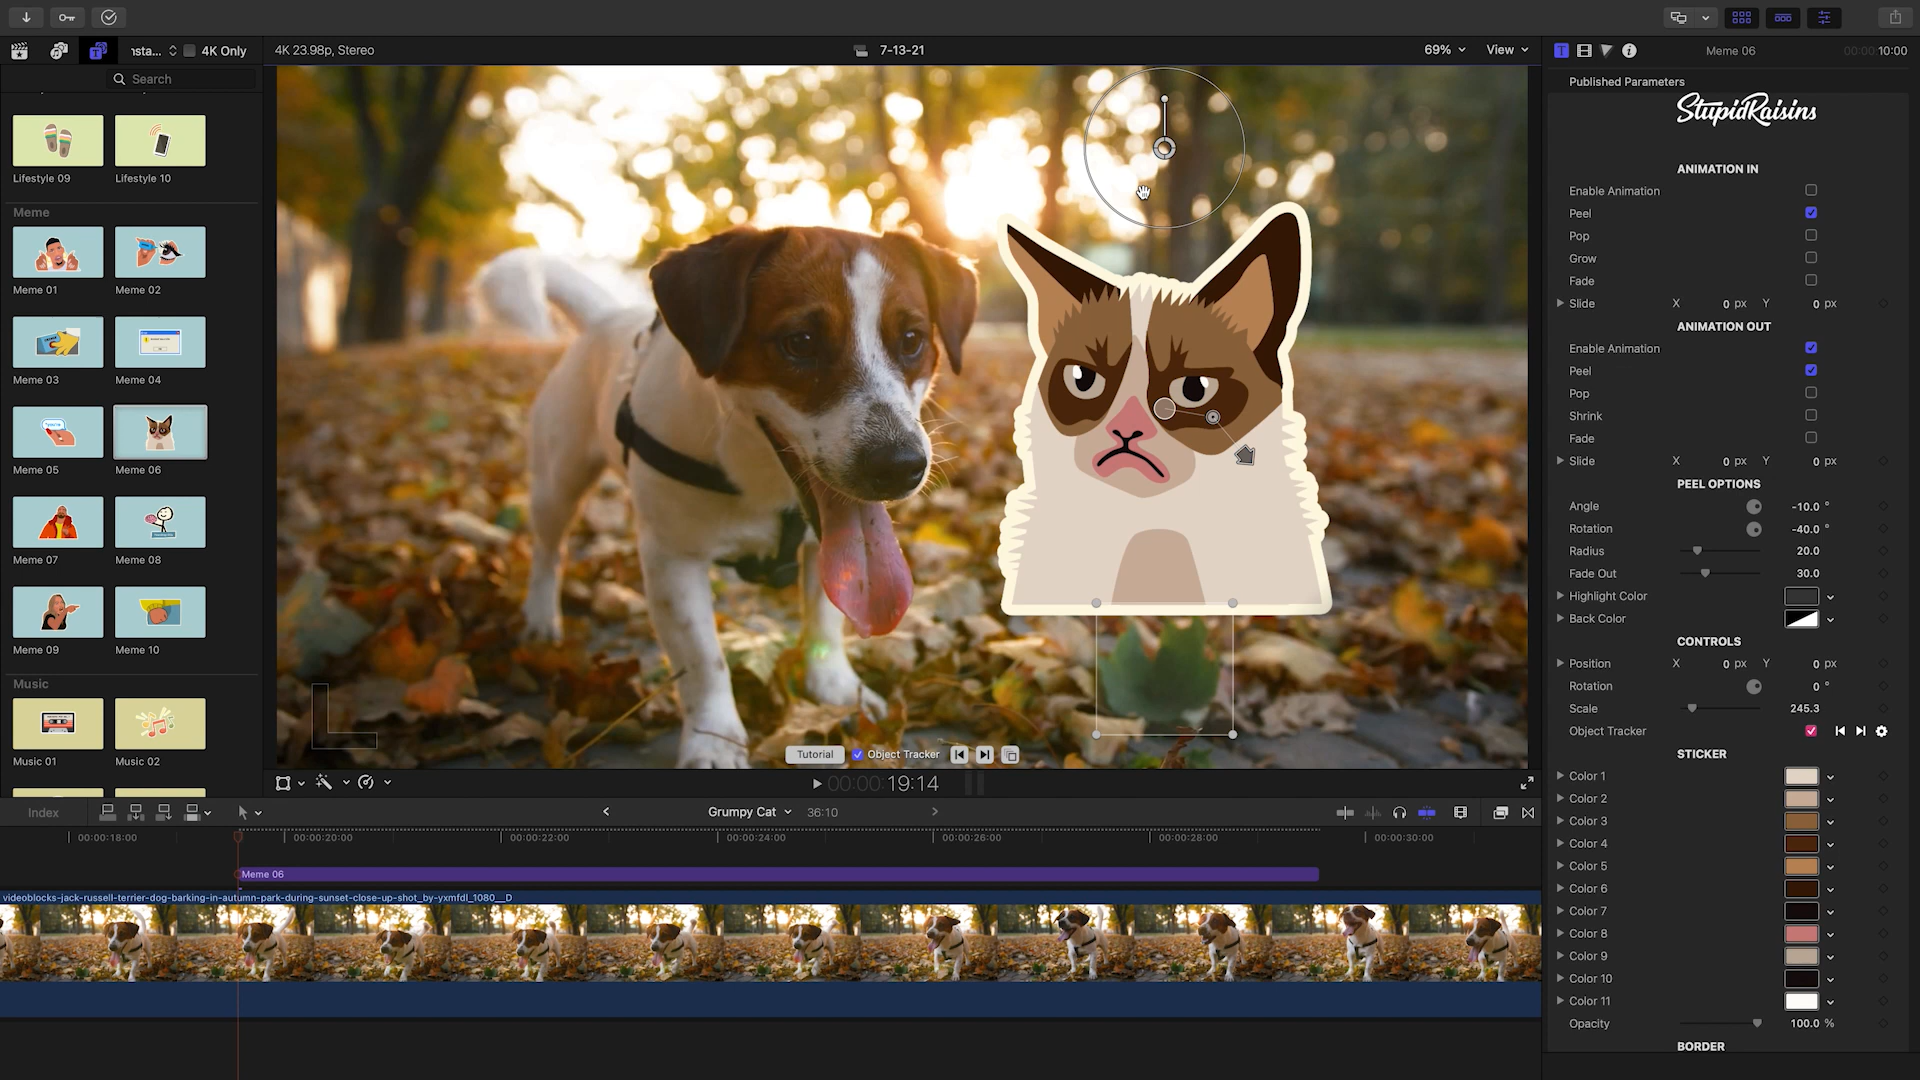 nsta...
4K Only
4K 23.98p, Stereo
7-13-21
69%
View
Meme 06
00:00:10:00
Search
Published Parameters
StupidRaisins
Lifestyle 09
Lifestyle 10
Meme
Meme 01
Meme 02
Meme 03
Meme 04
Meme 05
Meme 06
Meme 07
Meme 08
Meme 09
Meme 10
Music
Music 01
Music 02
ANIMATION IN
Enable Animation
Peel
Pop
Grow
Fade
Slide X 0 px Y 0 px
ANIMATION OUT
Enable Animation
Peel
Pop
Shrink
Fade
Slide X 0 px Y 0 px
PEEL OPTIONS
Angle -10.0 °
Rotation -40.0 °
Radius 20.0
Fade Out 30.0
Highlight Color
Back Color
CONTROLS
Position X 0 px Y 0 px
Rotation 0 °
Scale 245.3
Object Tracker
STICKER
Color 1
Color 2
Color 3
Color 4
Color 5
Color 6
Color 7
Color 8
Color 9
Color 10
Color 11
Opacity 100.0 %
BORDER
Tutorial
Object Tracker
00:00:19:14
Index
Grumpy Cat
36:10
00:00:18:00
00:00:20:00
00:00:22:00
00:00:24:00
00:00:26:00
00:00:28:00
00:00:30:00
Meme 06
videoblocks-jack-russell-terrier-dog-barking-in-autumn-park-during-sunset-close-up-shot_by-yxmfdl_1080__D